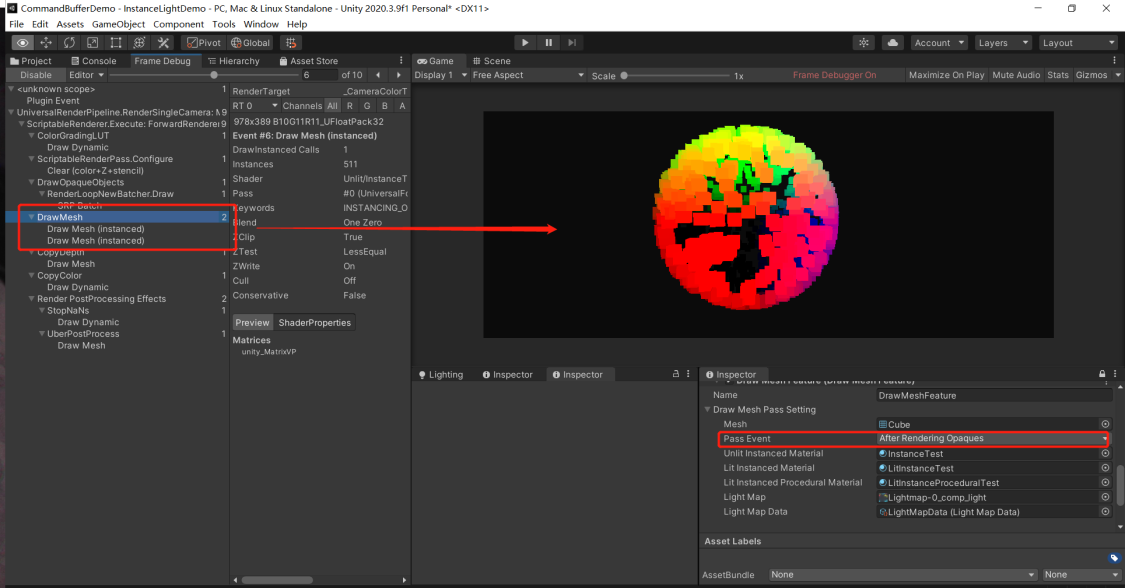 CommandBufferDemo - InstanceLightDemo - PC, Mac & Linux Standalone - Unity 2020.3.9f1 Personal* <DX11>
File Edit Assets GameObject Component Tools Window Help
Pivot Global Account Layers Layout
Project Console Frame Debug Hierarchy Asset Store
Disable Editor 6 of 10
<unknown scope> 1
Plugin Event
UniversalRenderPipeline.RenderSingleCamera: 9
ScriptableRenderer.Execute: ForwardRenderer 9
ColorGradingLUT 1
Draw Dynamic
ScriptableRenderPass.Configure 1
Clear (color+Z+stencil)
DrawOpaqueObjects 1
RenderLoopNewBatcher.Draw 1
SRP Batch
DrawMesh 2
Draw Mesh (instanced)
Draw Mesh (instanced)
CopyDepth 1
Draw Mesh
CopyColor 1
Draw Dynamic
Render PostProcessing Effects 2
StopNaNs 1
Draw Dynamic
UberPostProcess 1
Draw Mesh
RenderTarget _CameraColorT
RT 0 Channels All R G B A
978x389 B10G11R11_UFloatPack32
Event #6: Draw Mesh (instanced)
DrawInstanced Calls 1
Instances 511
Shader Unlit/InstanceT
Pass #0 (UniversalFo
Keywords INSTANCING_O
Blend One Zero
ZClip True
ZTest LessEqual
ZWrite On
Cull Off
Conservative False
Preview ShaderProperties
Matrices
unity_MatrixVP
Game Scene
Display 1 Free Aspect Scale 1x Frame Debugger On Maximize On Play Mute Audio Stats Gizmos
Lighting Inspector Inspector
Inspector
Draw Mesh Feature (Draw Mesh Feature)
Name DrawMeshFeature
Draw Mesh Pass Setting
Mesh Cube
Pass Event After Rendering Opaques
Unlit Instanced Material InstanceTest
Lit Instanced Material LitInstanceTest
Lit Instanced Procedural Material LitInstanceProceduralTest
Light Map Lightmap-0_comp_light
Light Map Data LightMapData (Light Map Data)
Asset Labels
AssetBundle None None